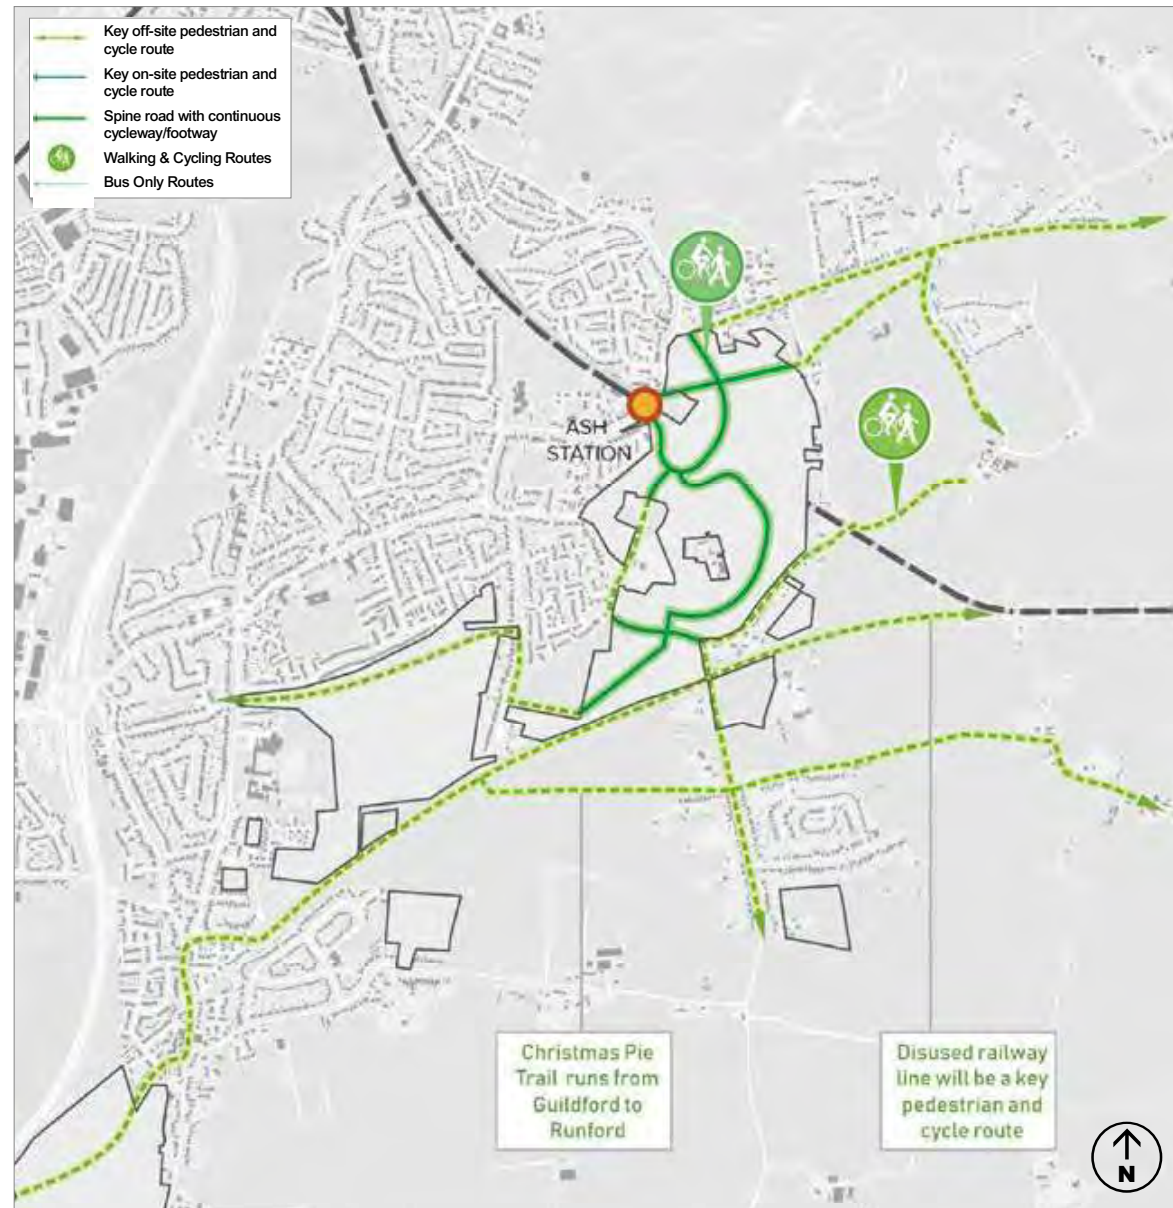 Key off-site pedestrian and
cycle route
Key on-site pedestrian and
cycle route
Spine road with continuous
cycleway/footway
Walking & Cycling Routes
Bus Only Routes
ASH
STATION
Christmas Pie
Trail runs from
Guildford to
Runford
Disused railway
line will be a key
pedestrian and
cycle route
N